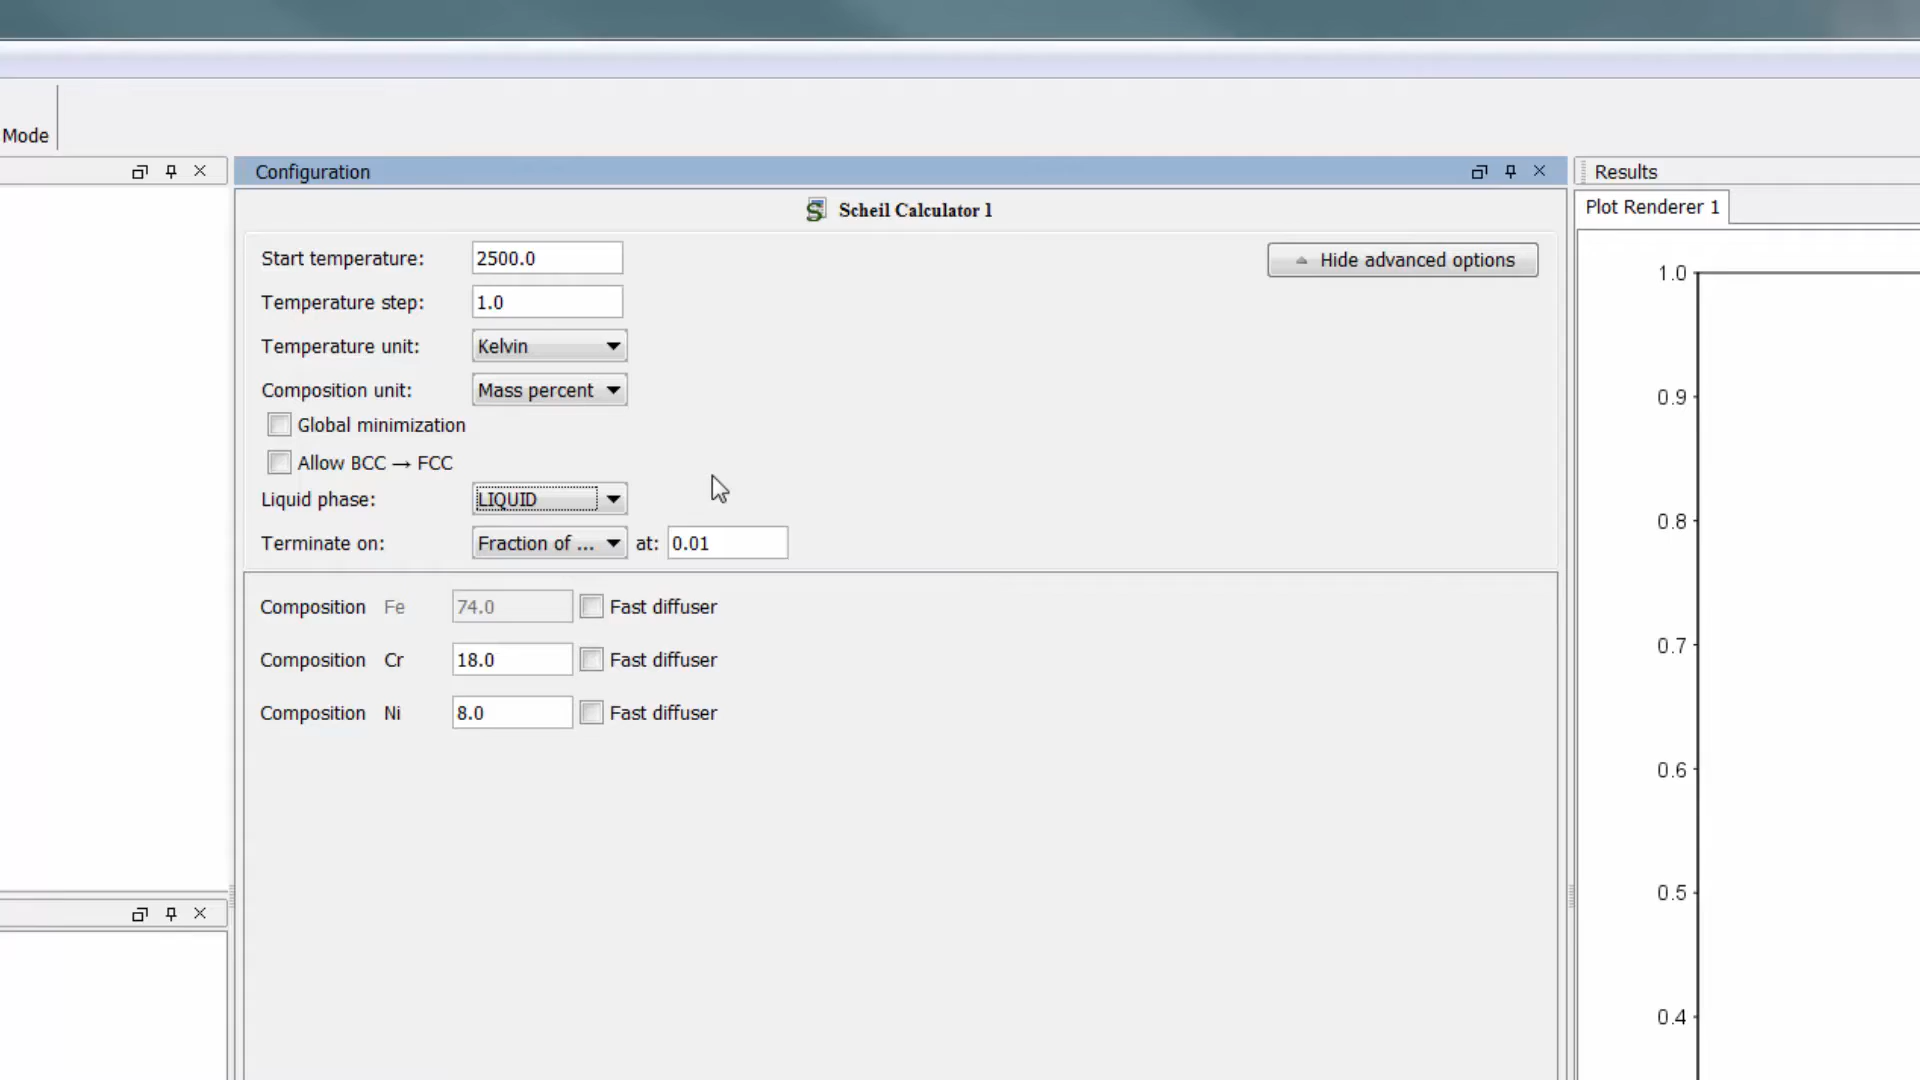 Mode
Configuration
Results
Scheil Calculator 1
Plot Renderer 1
Start temperature: 2500.0
Hide advanced options
Temperature step: 1.0
Temperature unit: Kelvin
Composition unit: Mass percent
Global minimization
Allow BCC → FCC
Liquid phase: LIQUID
Terminate on: Fraction of ... at: 0.01
Composition Fe 74.0 Fast diffuser
Composition Cr 18.0 Fast diffuser
Composition Ni 8.0 Fast diffuser
1.0
0.9
0.8
0.7
0.6
0.5
0.4